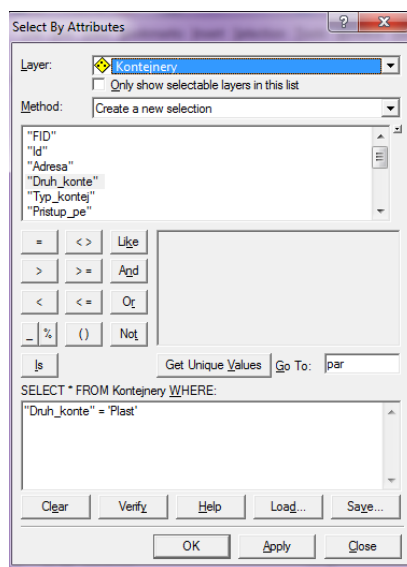 Select By Attributes
Layer: Kontejnery
Only show selectable layers in this list
Method: Create a new selection
"FID"
"Id"
"Adresa"
"Druh_konte"
"Typ_kontej"
"Pristup_pe"
= < > Like
> > = And
< < = Or
_ % () Not
Is Get Unique Values Go To: par
SELECT * FROM Kontejnery WHERE:
"Druh_konte" = 'Plast'
Clear Verify Help Load... Save...
OK Apply Close